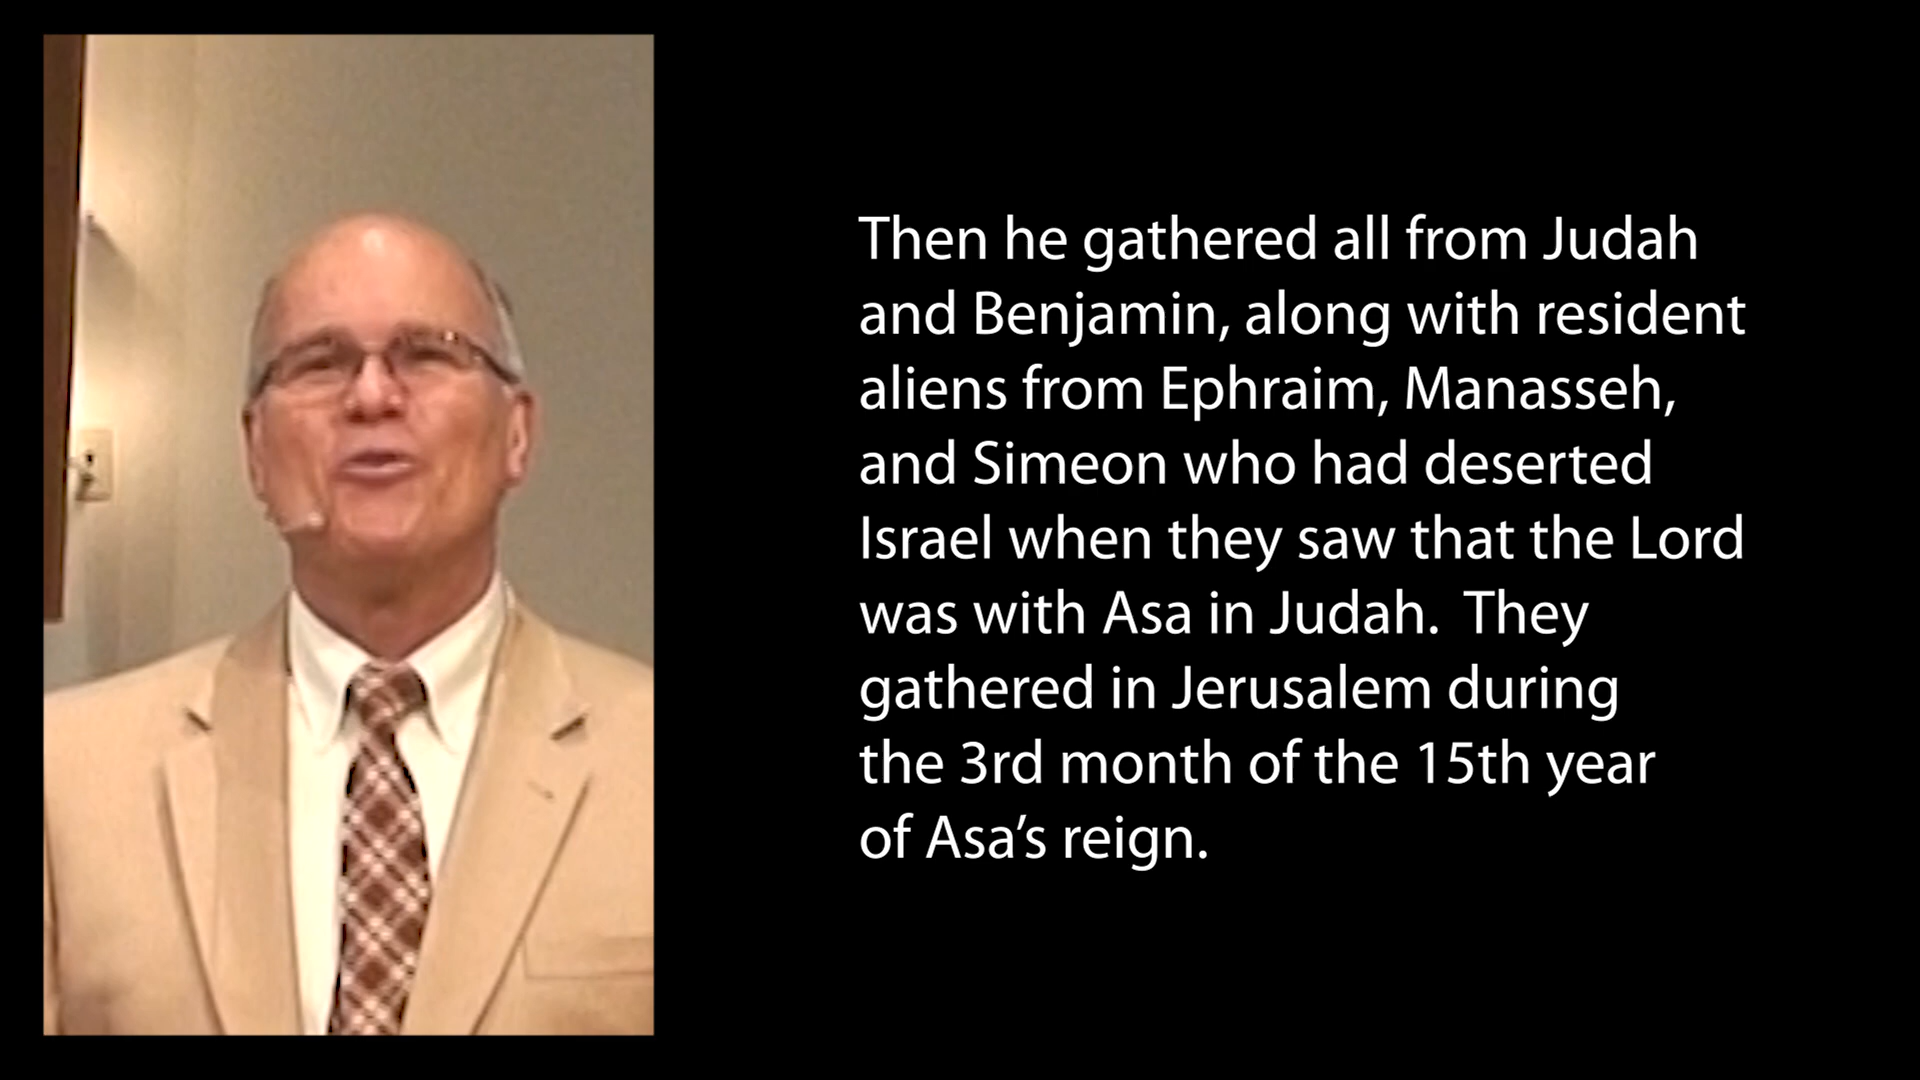 Then he gathered all from Judah
and Benjamin, along with resident
aliens from Ephraim, Manasseh,
and Simeon who had deserted
Israel when they saw that the Lord
was with Asa in Judah.  They
gathered in Jerusalem during
the 3rd month of the 15th year
of Asa’s reign.